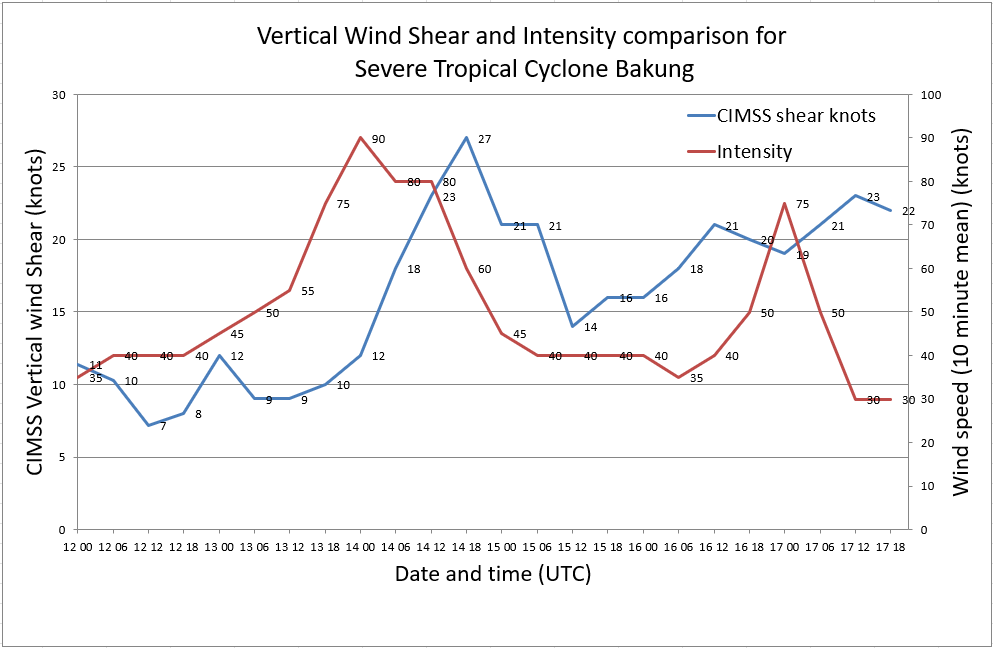 Vertical Wind Shear and Intensity comparison for
Severe Tropical Cyclone Bakung
CIMSS Vertical wind Shear (knots)
30
25
20
15
10
5
0
CIMSS shear knots
Intensity
11 10 7 8 12 9 9 10 12 18 23 27 21 21 14 16 16 18 21 20 19 21 23 22
35 40 40 40 45 50 55 75 90 80 80 60 45 40 40 40 40 35 40 50 75 50 30 30
100
90
80
70
60
50
40
30
20
10
0
Wind speed (10 minute mean) (knots)
12 00 12 06 12 12 12 18 13 00 13 06 13 12 13 18 14 00 14 06 14 12 14 18 15 00 15 06 15 12 15 18 16 00 16 06 16 12 16 18 17 00 17 06 17 12 17 18
Date and time (UTC)